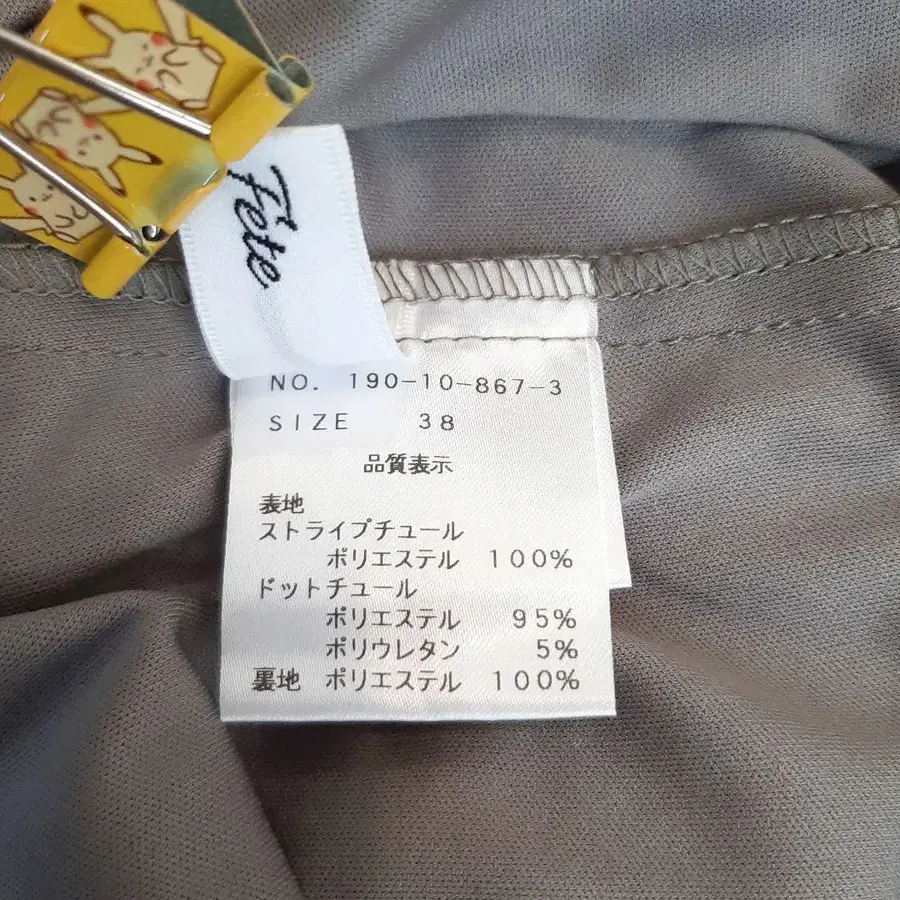 Fête
NO. 190-10-867-3
SIZE 38
品質表示
表地
ストライプチュール
ポリエステル 100%
ドットチュール
ポリエステル 95%
ポリウレタン 5%
裏地 ポリエステル 100%